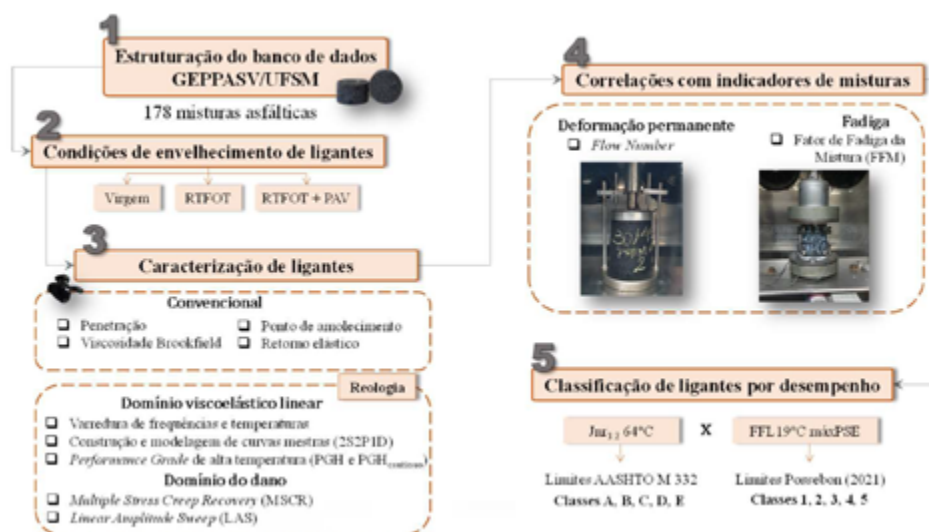 1
Estruturação do banco de dados
GEPPASV/UFSM
178 misturas asfálticas
2
Condições de envelhecimento de ligantes
Virgem
RTFOT
RTFOT + PAV
3
Caracterização de ligantes
Convencional
Penetração
Ponto de amolecimento
Viscosidade Brookfield
Retorno elástico
Reologia
Domínio viscoelástico linear
Varredura de frequências e temperaturas
Construção e modelagem de curvas mestras (2S2P1D)
Performance Grade de alta temperatura (PGH e PGHcontínuo)
Domínio do dano
Multiple Stress Creep Recovery (MSCR)
Linear Amplitude Sweep (LAS)
4
Correlações com indicadores de misturas
Deformação permanente
Flow Number
Fadiga
Fator de Fadiga da
Mistura (FFM)
5
Classificação de ligantes por desempenho
Jnr3.2 64°C
X
FFL 19°C máxPSE
Limites AASHTO M 332
Classes A, B, C, D, E
Limites Possebon (2021)
Classes 1, 2, 3, 4, 5